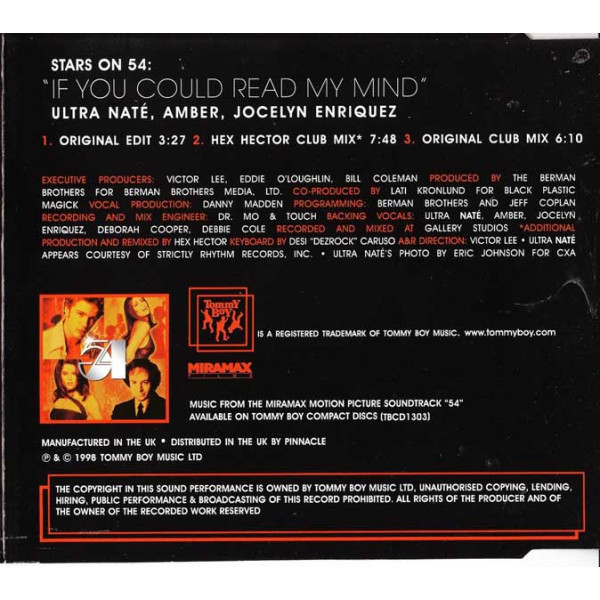 STARS ON 54:
"IF YOU COULD READ MY MIND"
ULTRA NATÉ, AMBER, JOCELYN ENRIQUEZ
1. ORIGINAL EDIT 3:27 2. HEX HECTOR CLUB MIX* 7:48 3. ORIGINAL CLUB MIX 6:10
EXECUTIVE PRODUCERS: VICTOR LEE, EDDIE O'LOUGHLIN, BILL COLEMAN PRODUCED BY THE BERMAN
BROTHERS FOR BERMAN BROTHERS MEDIA, LTD. CO-PRODUCED BY LATI KRONLUND FOR BLACK PLASTIC
MAGICK VOCAL PRODUCTION: DANNY MADDEN PROGRAMMING: BERMAN BROTHERS AND JEFF COPLAN
RECORDING AND MIX ENGINEER: DR. MO & TOUCH BACKING VOCALS: ULTRA NATÉ, AMBER, JOCELYN
ENRIQUEZ, DEBORAH COOPER, DEBBIE COLE RECORDED AND MIXED AT GALLERY STUDIOS *ADDITIONAL
PRODUCTION AND REMIXED BY HEX HECTOR KEYBOARD BY DESI "DEZROCK" CARUSO A&R DIRECTION: VICTOR LEE • ULTRA NATÉ
APPEARS COURTESY OF STRICTLY RHYTHM RECORDS, INC. • ULTRA NATÉ'S PHOTO BY ERIC JOHNSON FOR CXA
54
Tommy
Boy
IS A REGISTERED TRADEMARK OF TOMMY BOY MUSIC. www.tommyboy.com
MIRAMAX
FILMS
MUSIC FROM THE MIRAMAX MOTION PICTURE SOUNDTRACK "54"
AVAILABLE ON TOMMY BOY COMPACT DISCS (TBCD1303)
MANUFACTURED IN THE UK • DISTRIBUTED IN THE UK BY PINNACLE
℗ & © 1998 TOMMY BOY MUSIC LTD
THE COPYRIGHT IN THIS SOUND PERFORMANCE IS OWNED BY TOMMY BOY MUSIC LTD, UNAUTHORISED COPYING, LENDING,
HIRING, PUBLIC PERFORMANCE & BROADCASTING OF THIS RECORD PROHIBITED. ALL RIGHTS OF THE PRODUCER AND OF
THE OWNER OF THE RECORDED WORK RESERVED